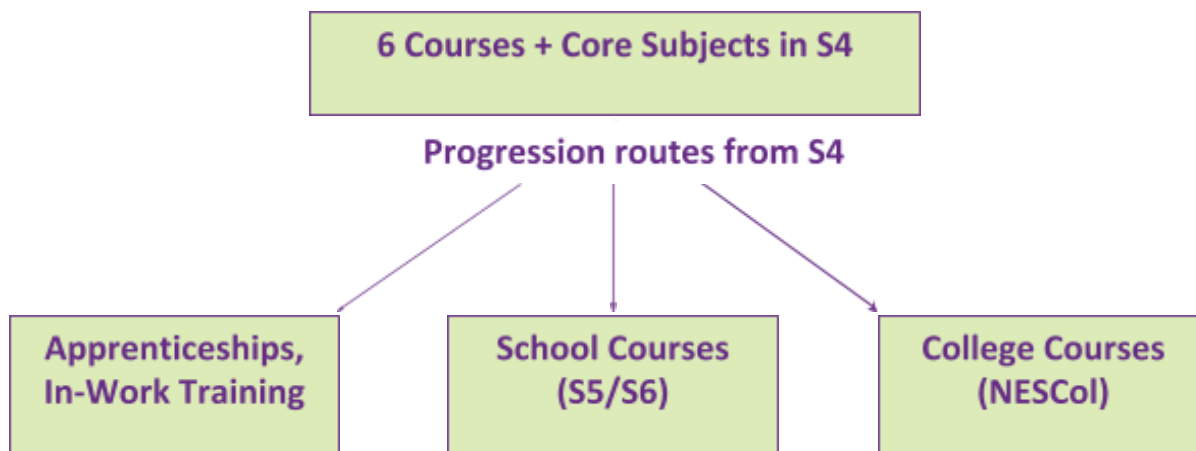 6 Courses + Core Subjects in S4
Progression routes from S4
Apprenticeships,
In-Work Training
School Courses
(S5/S6)
College Courses
(NESCol)